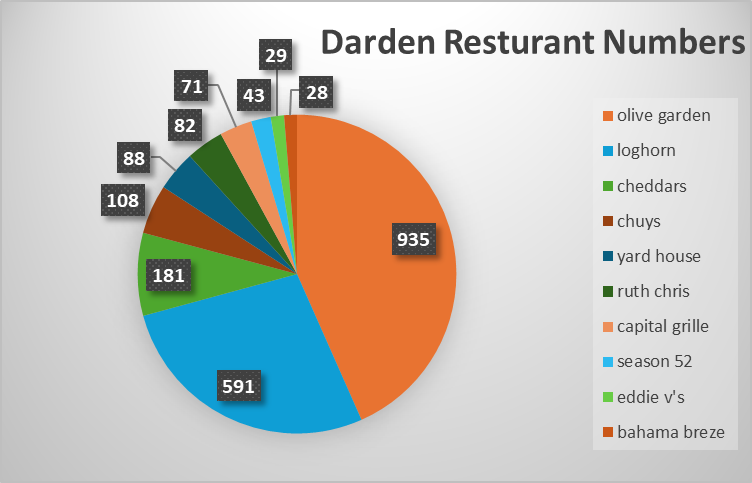 Darden Resturant Numbers
29
28
71
43
82
88
108
181
591
935
olive garden
loghorn
cheddars
chuys
yard house
ruth chris
capital grille
season 52
eddie v's
bahama breze